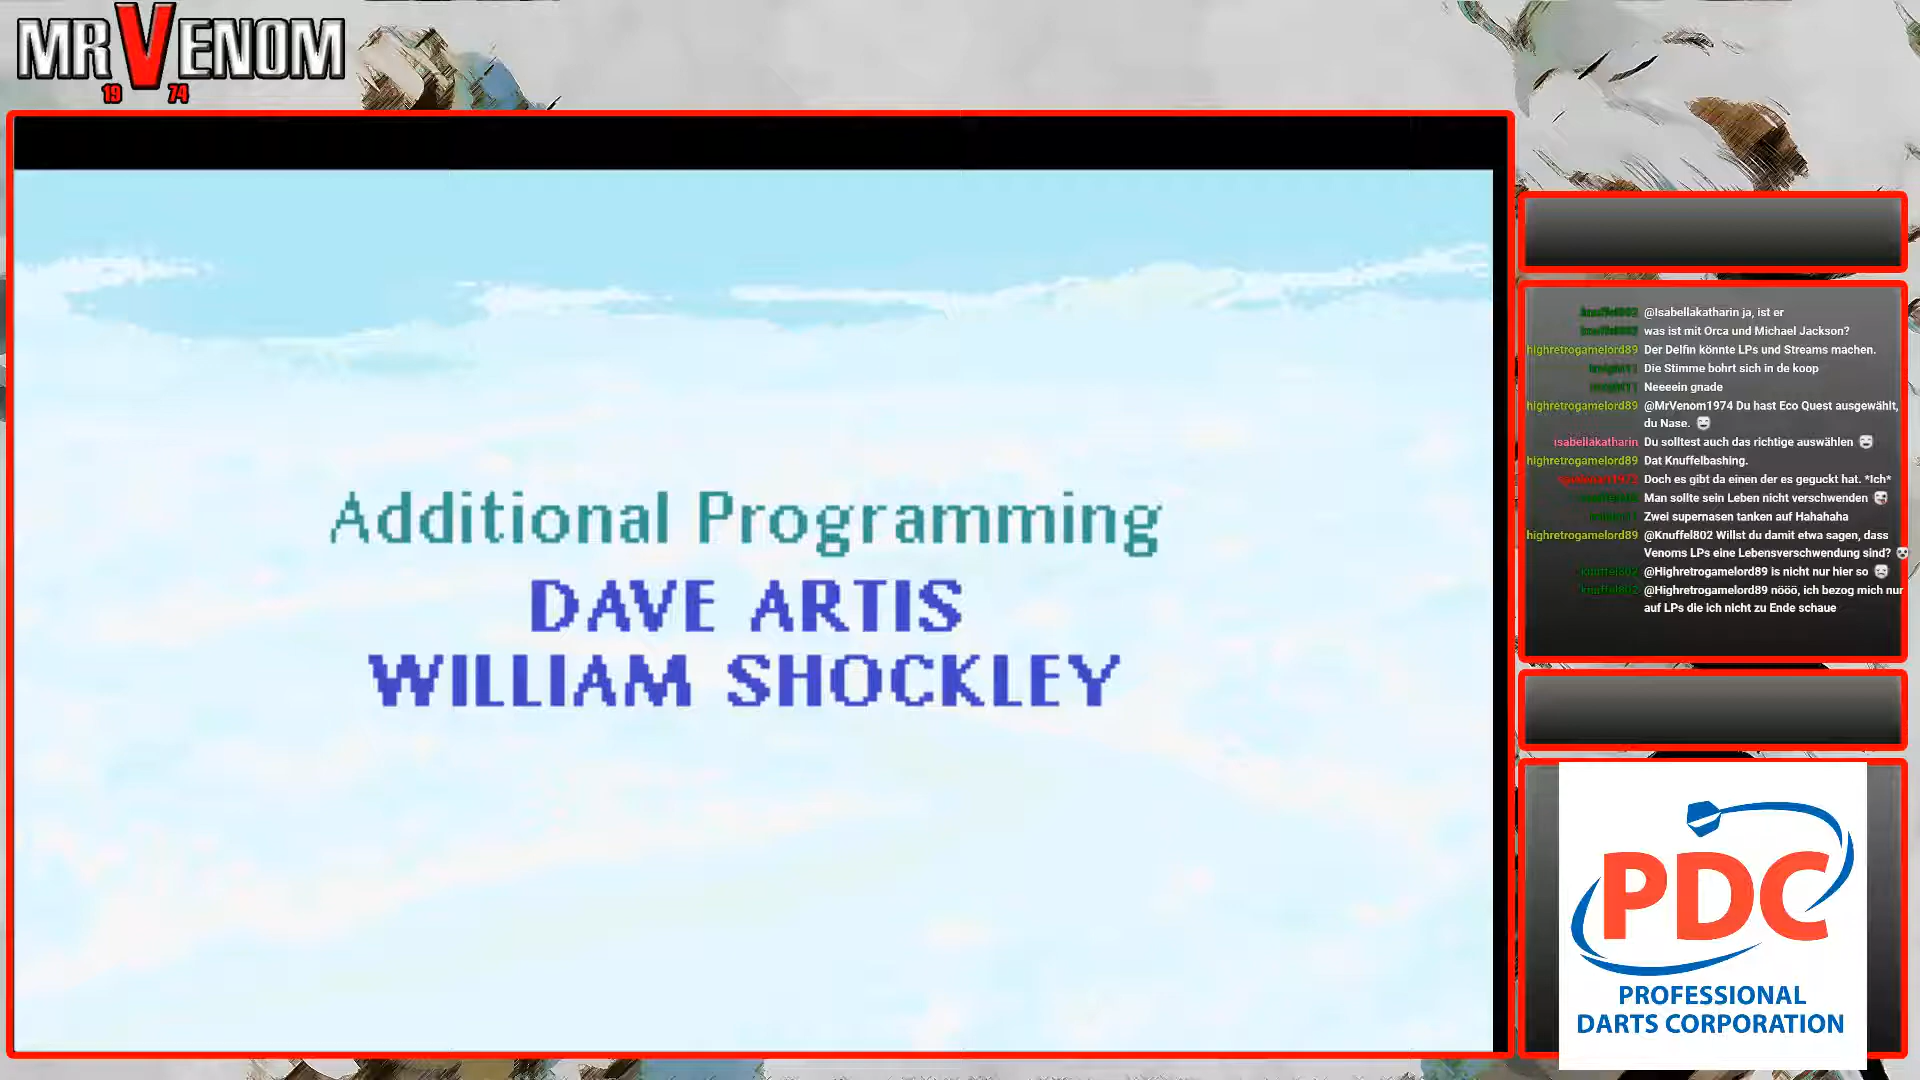 MRVENOM
19 74
Additional Programming
DAVE ARTIS
WILLIAM SHOCKLEY
knuffel802 @Isabellakatharin ja, ist er
knuffel802 was ist mit Orca und Michael Jackson?
highretrogamelord89 Der Delfin könnte LPs und Streams machen.
Die Stimme bohrt sich in de koop
Neeeein gnade
highretrogamelord89 @MrVenom1974 Du hast Eco Quest ausgewählt,
du Nase.
isabellakatharin Du solltest auch das richtige auswählen
highretrogamelord89 Dat Knuffelbashing.
Doch es gibt da einen der es geguckt hat. *Ich*
Man sollte sein Leben nicht verschwenden
Zwei supernasen tanken auf Hahahaha
highretrogamelord89 @Knuffel802 Willst du damit etwa sagen, dass
Venoms LPs eine Lebensverschwendung sind?
knuffel802 @Highretrogamelord89 is nicht nur hier so
knuffel802 @Highretrogamelord89 nööö, ich bezog mich nur
auf LPs die ich nicht zu Ende schaue
PDC
PROFESSIONAL
DARTS CORPORATION